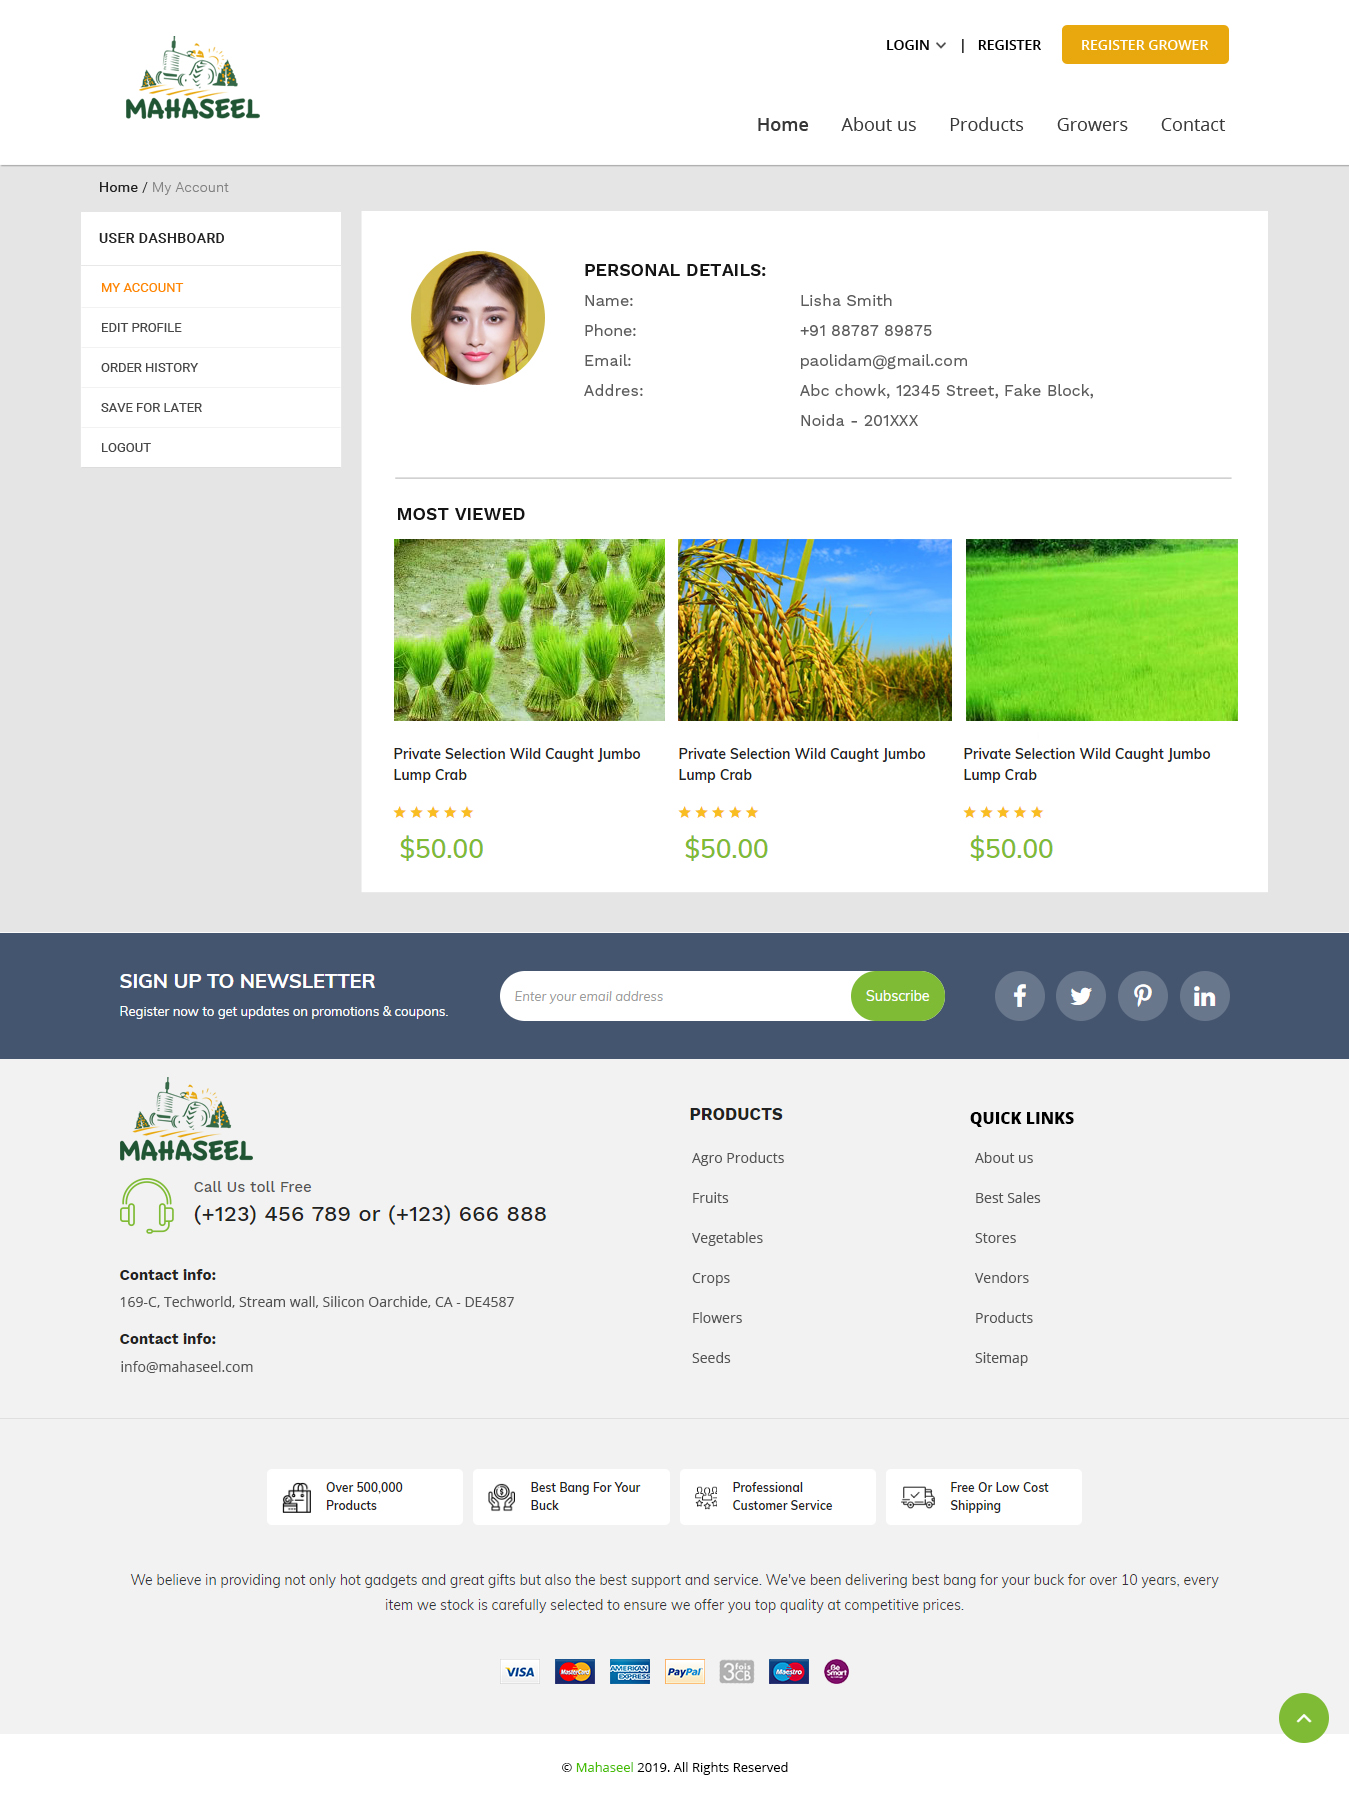 LOGIN | REGISTER REGISTER GROWER
MAHASEEL
Home About us Products Growers Contact
Home / My Account
USER DASHBOARD
MY ACCOUNT
EDIT PROFILE
ORDER HISTORY
SAVE FOR LATER
LOGOUT
PERSONAL DETAILS:
Name: Lisha Smith
Phone: +91 88787 89875
Email: paolidam@gmail.com
Addres: Abc chowk, 12345 Street, Fake Block,
Noida - 201XXX
MOST VIEWED
Private Selection Wild Caught Jumbo
Lump Crab
$50.00
Private Selection Wild Caught Jumbo
Lump Crab
$50.00
Private Selection Wild Caught Jumbo
Lump Crab
$50.00
SIGN UP TO NEWSLETTER
Register now to get updates on promotions & coupons.
Enter your email address
Subscribe
MAHASEEL
Call Us toll Free
(+123) 456 789 or (+123) 666 888
Contact info:
169-C, Techworld, Stream wall, Silicon Oarchide, CA - DE4587
Contact info:
info@mahaseel.com
PRODUCTS
Agro Products
Fruits
Vegetables
Crops
Flowers
Seeds
QUICK LINKS
About us
Best Sales
Stores
Vendors
Products
Sitemap
Over 500,000
Products
Best Bang For Your
Buck
Professional
Customer Service
Free Or Low Cost
Shipping
We believe in providing not only hot gadgets and great gifts but also the best support and service. We've been delivering best bang for your buck for over 10 years, every
item we stock is carefully selected to ensure we offer you top quality at competitive prices.
VISA
MasterCard
AMERICAN EXPRESS
PayPal
3 fois CB
Maestro
Be Smart
© Mahaseel 2019. All Rights Reserved